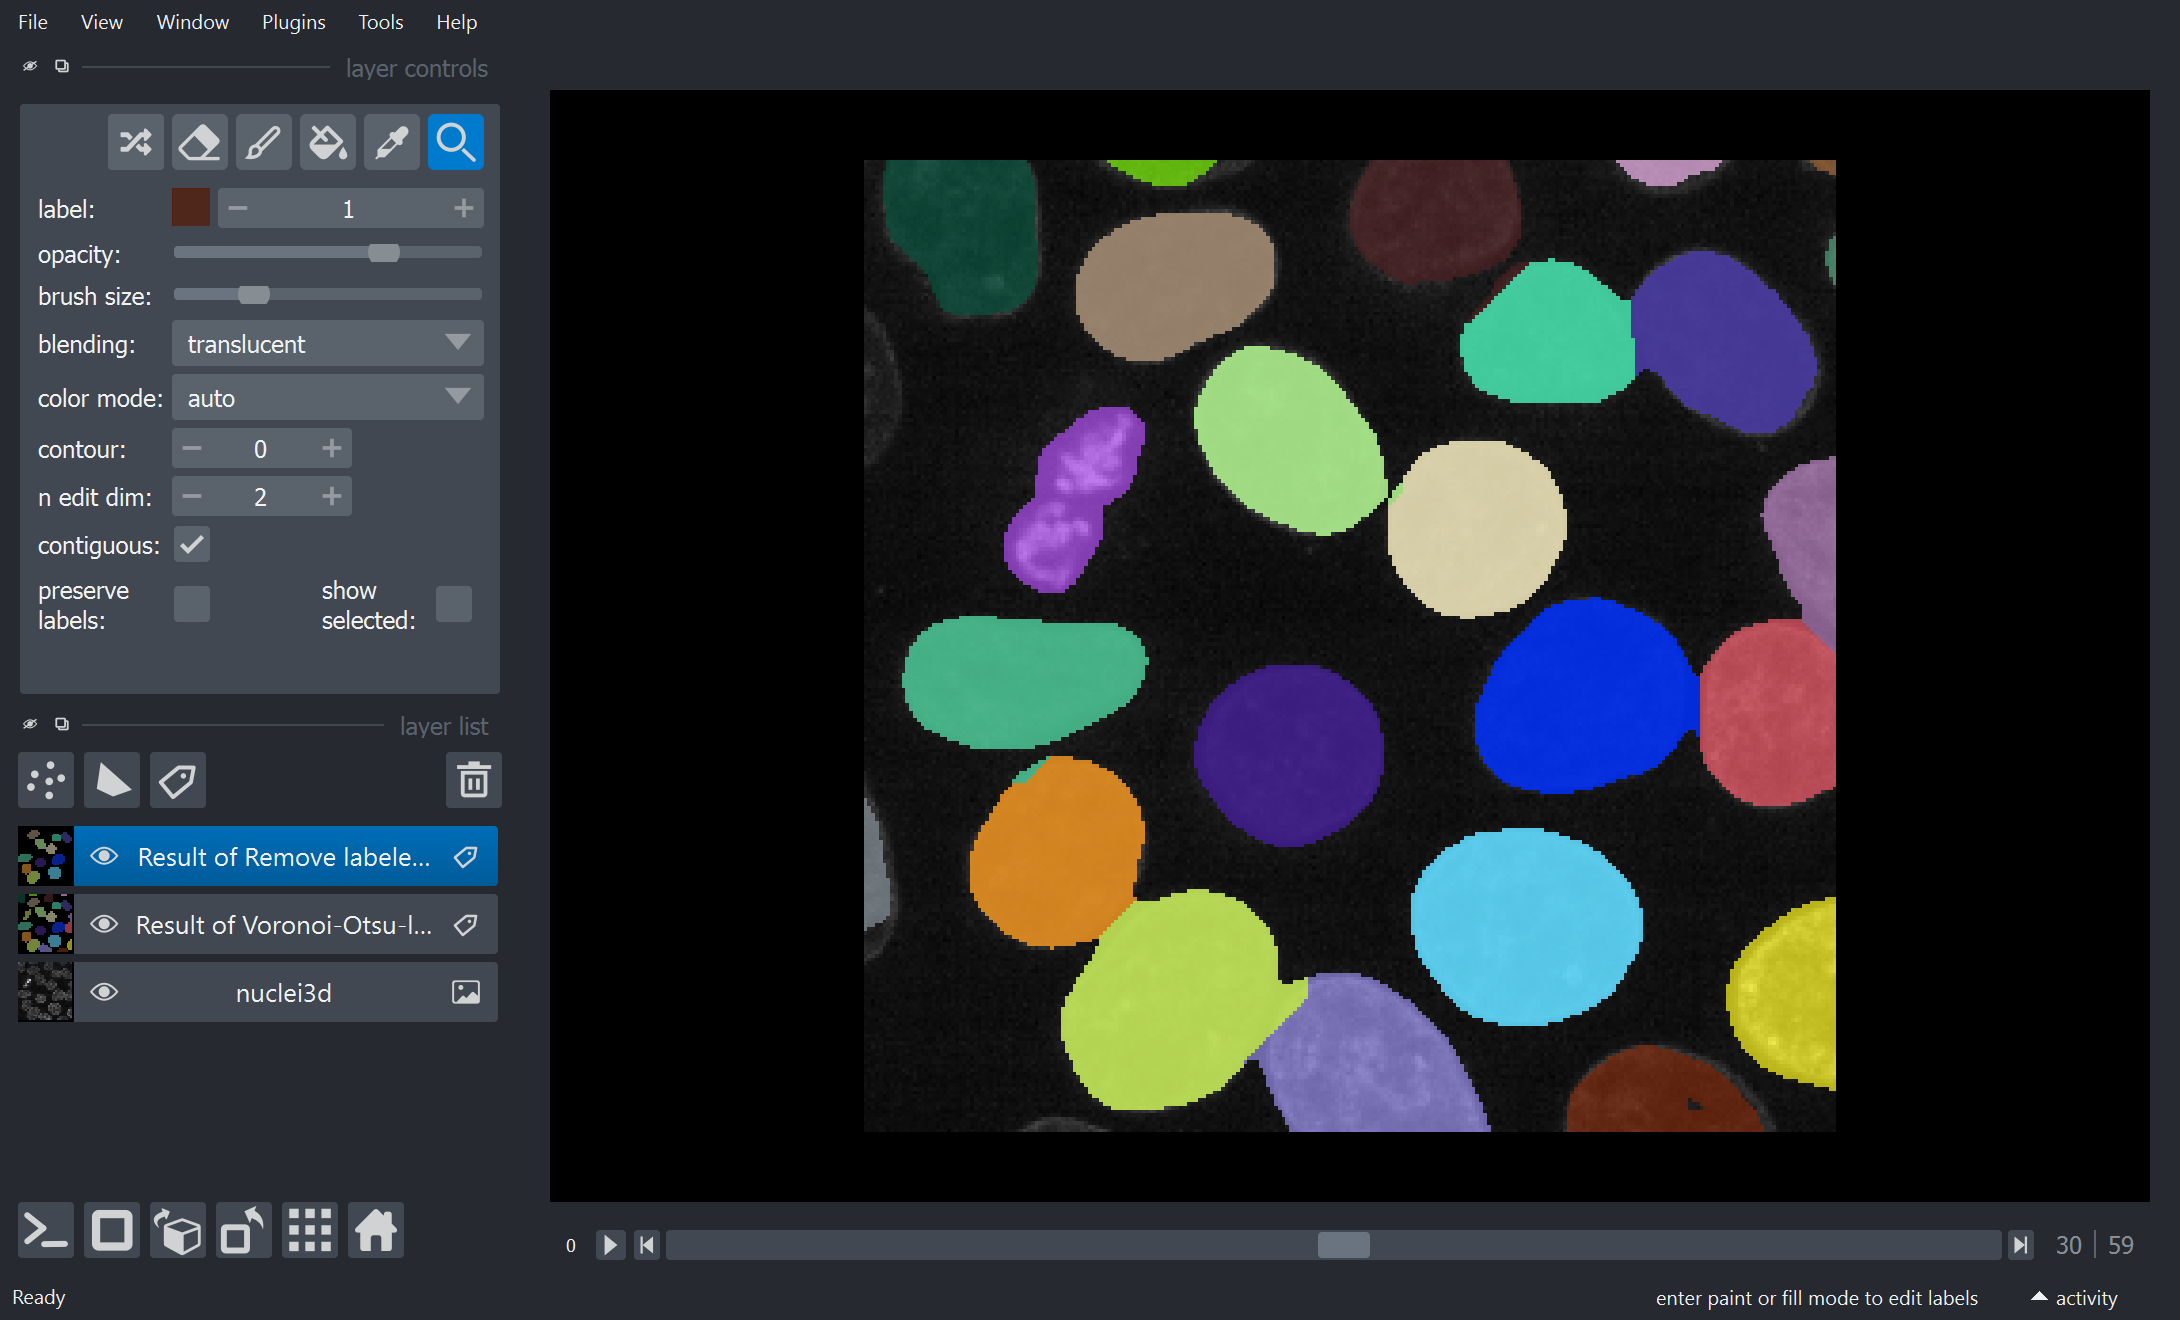 File View Window Plugins Tools Help
layer controls
label: 1
opacity:
brush size:
blending: translucent
color mode: auto
contour: 0
n edit dim: 2
contiguous:
preserve labels: show selected:
layer list
Result of Remove labele...
Result of Voronoi-Otsu-l...
nuclei3d
0 30 59
Ready enter paint or fill mode to edit labels activity